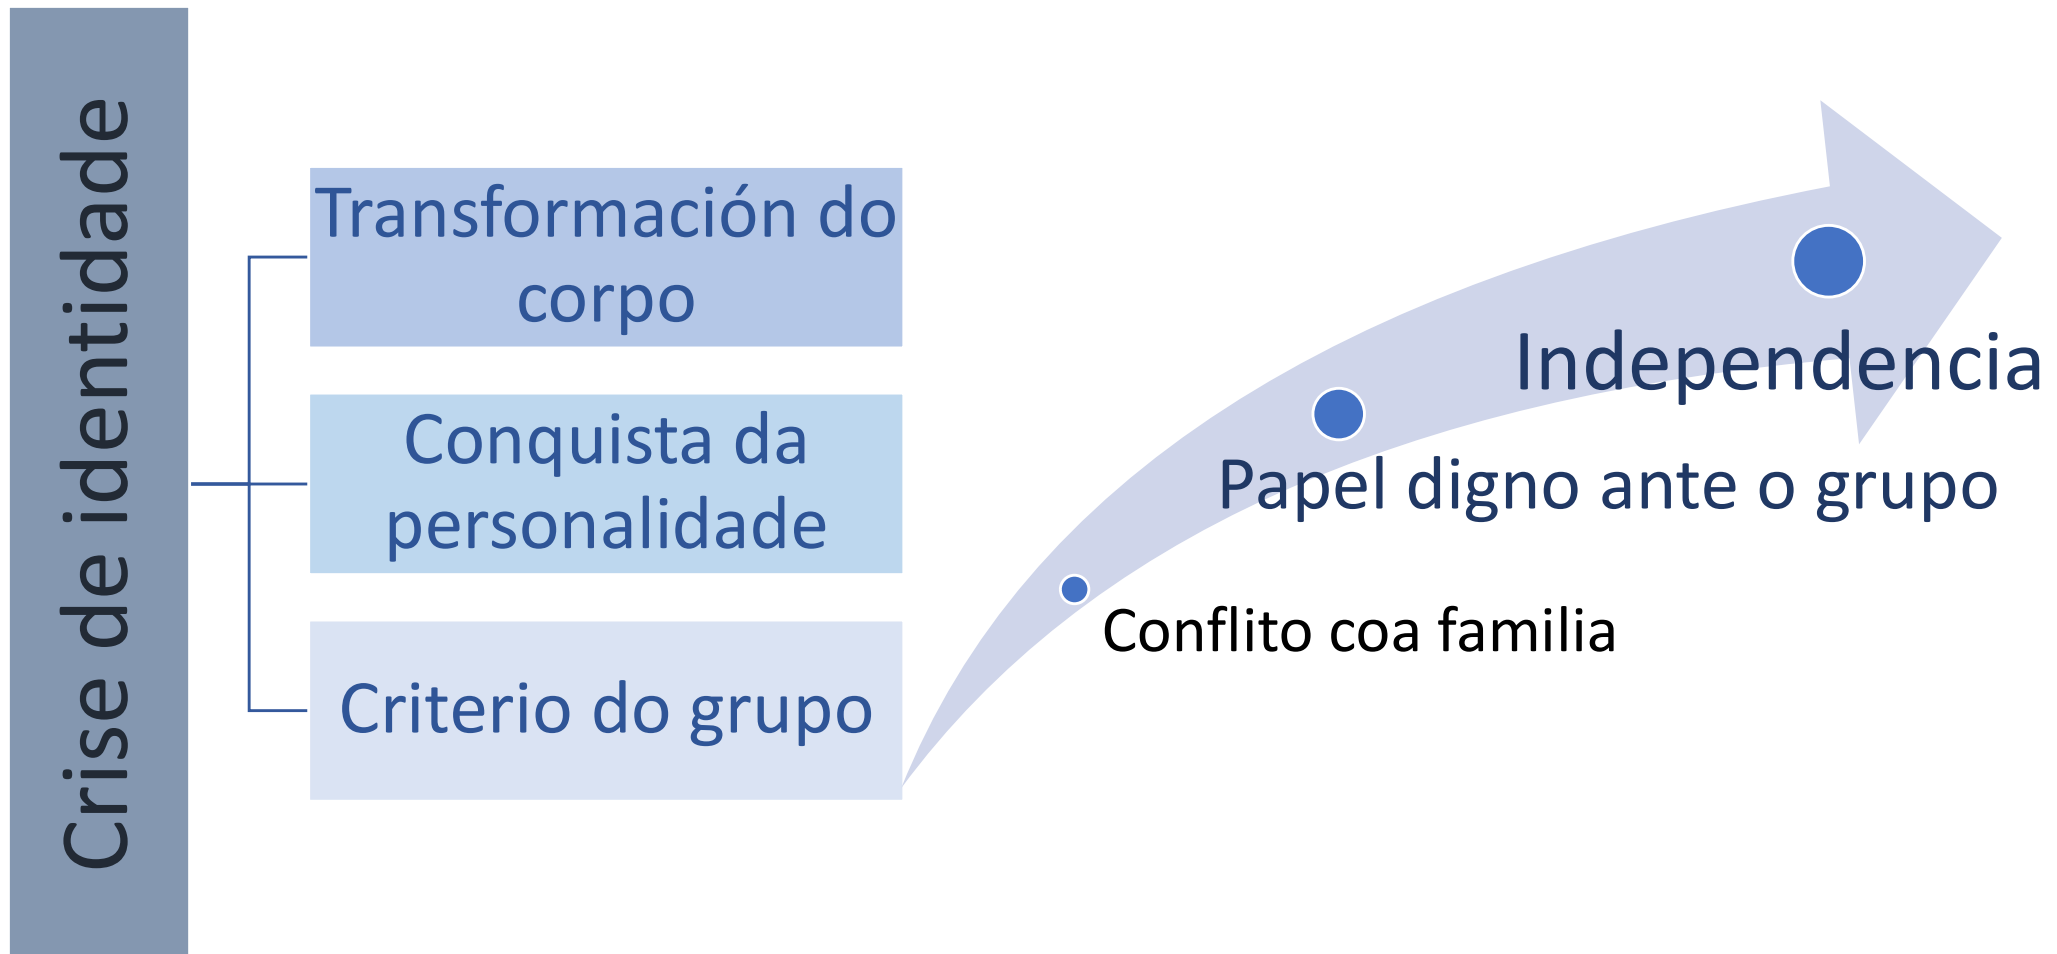 Crise de identidade
Transformación do
corpo
Conquista da
personalidade
Criterio do grupo
Conflito coa familia
Papel digno ante o grupo
Independencia